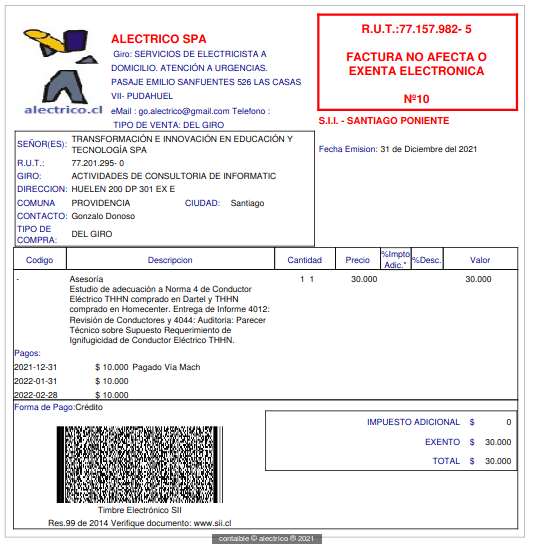 ALECTRICO SPA
Giro: SERVICIOS DE ELECTRICISTA A
DOMICILIO. ATENCIÓN A URGENCIAS.
PASAJE EMILIO SANFUENTES 526 LAS CASAS
VII- PUDAHUEL
eMail : go.alectrico@gmail.com Telefono :
TIPO DE VENTA: DEL GIRO
alectrico.cl
R.U.T.:77.157.982- 5
FACTURA NO AFECTA O
EXENTA ELECTRONICA
Nº10
S.I.I. - SANTIAGO PONIENTE
Fecha Emision: 31 de Diciembre del 2021
SEÑOR(ES): TRANSFORMACIÓN E INNOVACIÓN EN EDUCACIÓN Y
TECNOLOGÍA SPA
R.U.T.: 77.201.295- 0
GIRO: ACTIVIDADES DE CONSULTORIA DE INFORMATIC
DIRECCION: HUELEN 200 DP 301 EX E
COMUNA PROVIDENCIA CIUDAD: Santiago
CONTACTO: Gonzalo Donoso
TIPO DE
COMPRA: DEL GIRO
Codigo Descripcion Cantidad Precio %Impto Adic.* %Desc. Valor
- Asesoría 1 1 30.000 30.000
Estudio de adecuación a Norma 4 de Conductor
Eléctrico THHN comprado en Dartel y THHN
comprado en Homecenter. Entrega de Informe 4012:
Revisión de Conductores y 4044: Auditoria: Parecer
Técnico sobre Supuesto Requerimiento de
Ignifugicidad de Conductor Eléctrico THHN.
Pagos:
2021-12-31 $ 10.000 Pagado Vía Mach
2022-01-31 $ 10.000
2022-02-28 $ 10.000
Forma de Pago:Crédito
IMPUESTO ADICIONAL $ 0
EXENTO $ 30.000
TOTAL $ 30.000
Timbre Electrónico SII
Res.99 de 2014 Verifique documento: www.sii.cl
contaible © alectrico ® 2021